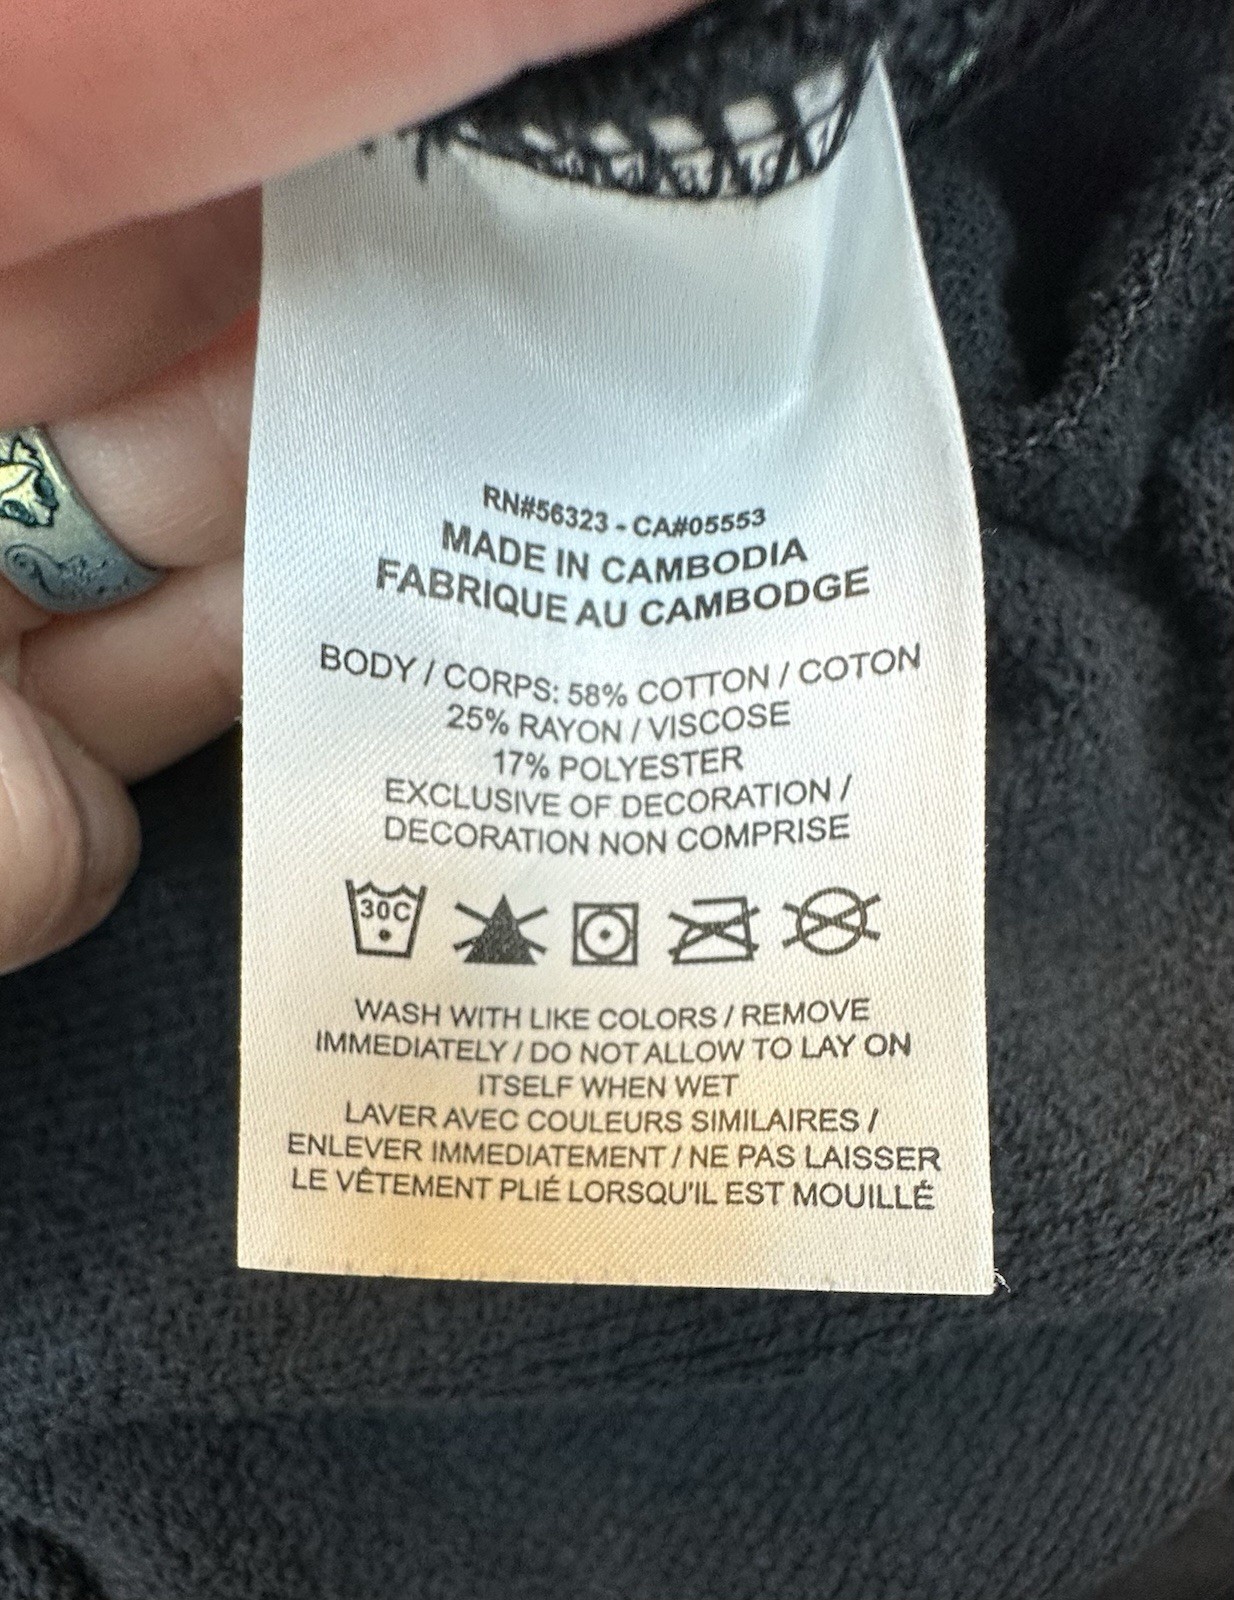 RN#56323 - CA#05553
MADE IN CAMBODIA
FABRIQUE AU CAMBODGE
BODY / CORPS: 58% COTTON / COTON
25% RAYON / VISCOSE
17% POLYESTER
EXCLUSIVE OF DECORATION /
DECORATION NON COMPRISE
30C
WASH WITH LIKE COLORS / REMOVE
IMMEDIATELY / DO NOT ALLOW TO LAY ON
ITSELF WHEN WET
LAVER AVEC COULEURS SIMILAIRES /
ENLEVER IMMEDIATEMENT / NE PAS LAISSER
LE VÊTEMENT PLIÉ LORSQU'IL EST MOUILLÉ